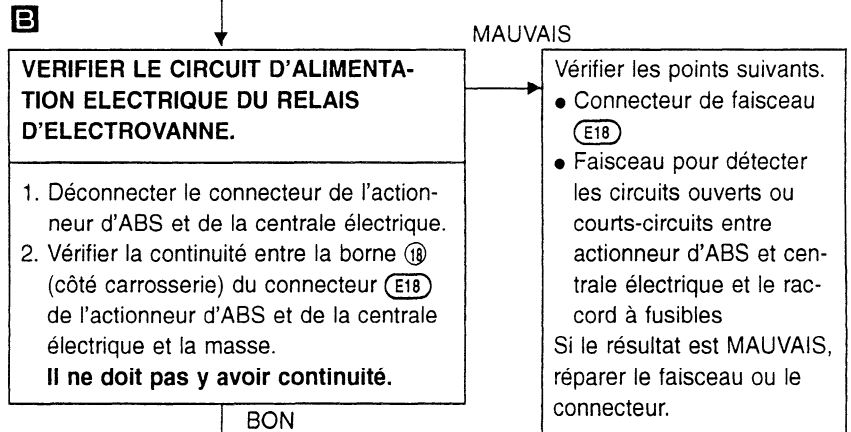 B
MAUVAIS
VERIFIER LE CIRCUIT D'ALIMENTA-
TION ELECTRIQUE DU RELAIS
D'ELECTROVANNE.
1. Déconnecter le connecteur de l'action-
neur d'ABS et de la centrale électrique.
2. Vérifier la continuité entre la borne ⑱
(côté carrosserie) du connecteur (E18)
de l'actionneur d'ABS et de la centrale
électrique et la masse.
Il ne doit pas y avoir continuité.
BON
Vérifier les points suivants.
● Connecteur de faisceau
(E18)
● Faisceau pour détecter
les circuits ouverts ou
courts-circuits entre
actionneur d'ABS et cen-
trale électrique et le rac-
cord à fusibles
Si le résultat est MAUVAIS,
réparer le faisceau ou le
connecteur.